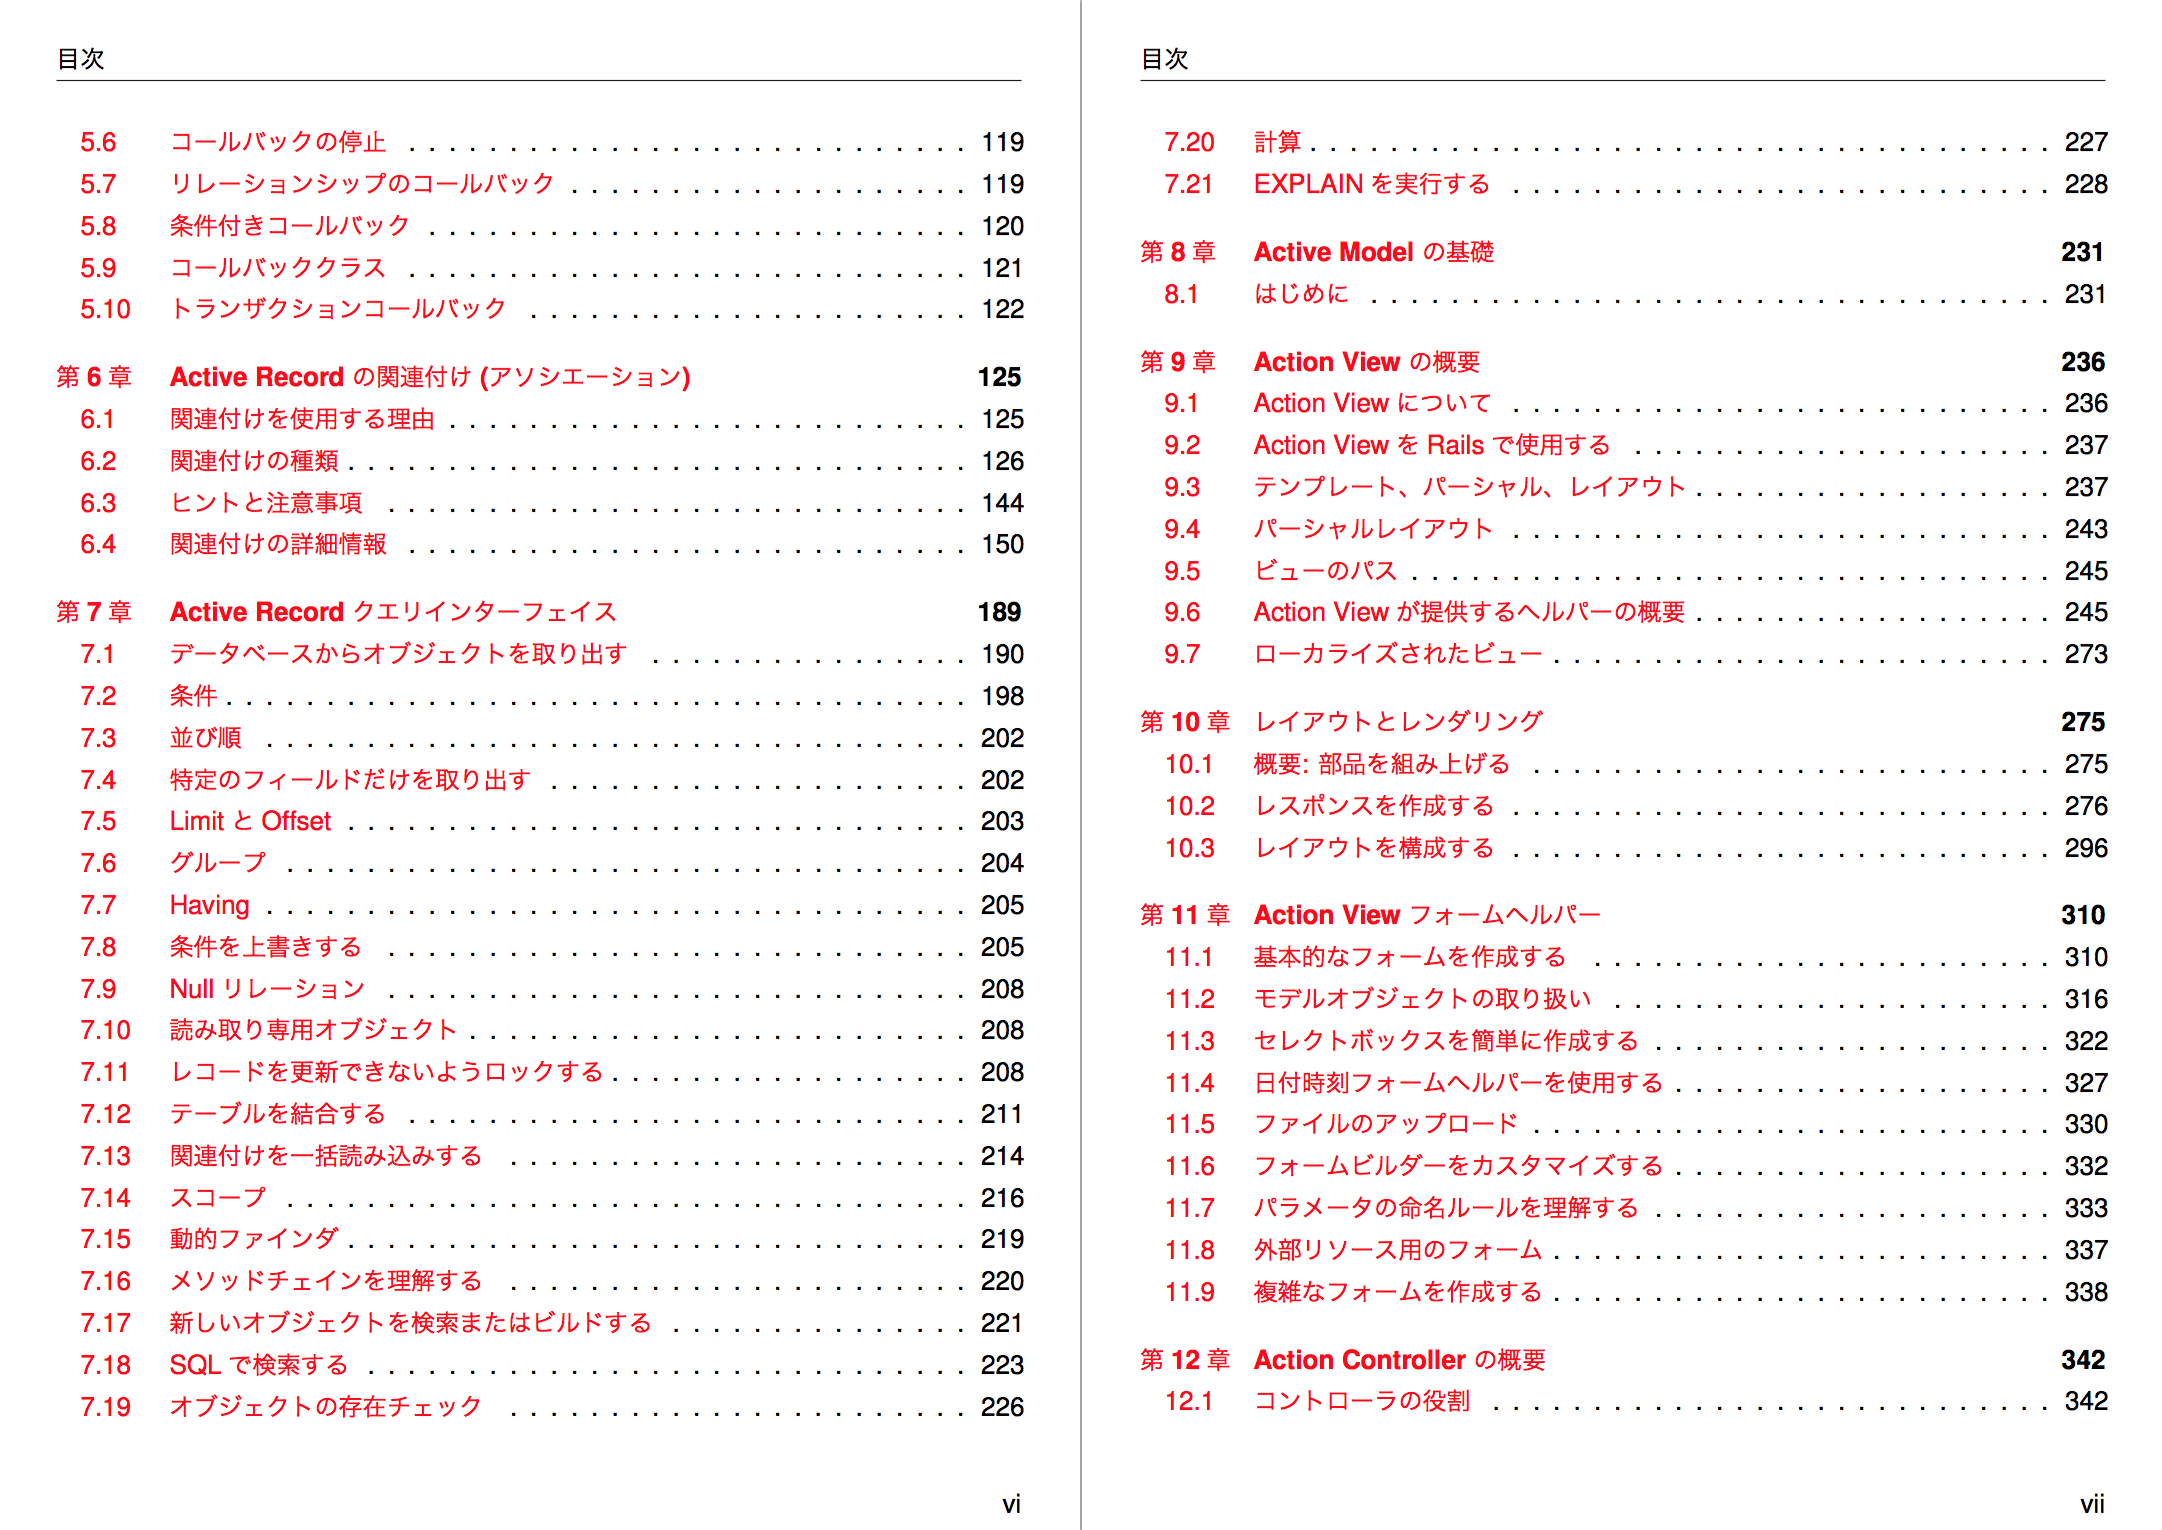 目次
5.6 コールバックの停止 . . . . . . . . . . . . . . . . . . . . . . . . . . . . 119
5.7 リレーションシップのコールバック . . . . . . . . . . . . . . . . . . . . 119
5.8 条件付きコールバック . . . . . . . . . . . . . . . . . . . . . . . . . . . 120
5.9 コールバッククラス . . . . . . . . . . . . . . . . . . . . . . . . . . . . 121
5.10 トランザクションコールバック . . . . . . . . . . . . . . . . . . . . . . 122
第 6 章 Active Record の関連付け (アソシエーション) 125
6.1 関連付けを使用する理由 . . . . . . . . . . . . . . . . . . . . . . . . . . 125
6.2 関連付けの種類 . . . . . . . . . . . . . . . . . . . . . . . . . . . . . . . 126
6.3 ヒントと注意事項 . . . . . . . . . . . . . . . . . . . . . . . . . . . . . 144
6.4 関連付けの詳細情報 . . . . . . . . . . . . . . . . . . . . . . . . . . . . 150
第 7 章 Active Record クエリインターフェイス 189
7.1 データベースからオブジェクトを取り出す . . . . . . . . . . . . . . . . 190
7.2 条件 . . . . . . . . . . . . . . . . . . . . . . . . . . . . . . . . . . . . . 198
7.3 並び順 . . . . . . . . . . . . . . . . . . . . . . . . . . . . . . . . . . . 202
7.4 特定のフィールドだけを取り出す . . . . . . . . . . . . . . . . . . . . . 202
7.5 Limit と Offset . . . . . . . . . . . . . . . . . . . . . . . . . . . . . . . 203
7.6 グループ . . . . . . . . . . . . . . . . . . . . . . . . . . . . . . . . . . 204
7.7 Having . . . . . . . . . . . . . . . . . . . . . . . . . . . . . . . . . . . 205
7.8 条件を上書きする . . . . . . . . . . . . . . . . . . . . . . . . . . . . . 205
7.9 Null リレーション . . . . . . . . . . . . . . . . . . . . . . . . . . . . . 208
7.10 読み取り専用オブジェクト . . . . . . . . . . . . . . . . . . . . . . . . . 208
7.11 レコードを更新できないようロックする . . . . . . . . . . . . . . . . . . 208
7.12 テーブルを結合する . . . . . . . . . . . . . . . . . . . . . . . . . . . . 211
7.13 関連付けを一括読み込みする . . . . . . . . . . . . . . . . . . . . . . . 214
7.14 スコープ . . . . . . . . . . . . . . . . . . . . . . . . . . . . . . . . . . 216
7.15 動的ファインダ . . . . . . . . . . . . . . . . . . . . . . . . . . . . . . . 219
7.16 メソッドチェインを理解する . . . . . . . . . . . . . . . . . . . . . . . 220
7.17 新しいオブジェクトを検索またはビルドする . . . . . . . . . . . . . . . 221
7.18 SQL で検索する . . . . . . . . . . . . . . . . . . . . . . . . . . . . . . 223
7.19 オブジェクトの存在チェック . . . . . . . . . . . . . . . . . . . . . . . 226
vi
目次
7.20 計算 . . . . . . . . . . . . . . . . . . . . . . . . . . . . . . . . . . . . . 227
7.21 EXPLAIN を実行する . . . . . . . . . . . . . . . . . . . . . . . . . . . 228
第 8 章 Active Model の基礎 231
8.1 はじめに . . . . . . . . . . . . . . . . . . . . . . . . . . . . . . . . . . 231
第 9 章 Action View の概要 236
9.1 Action View について . . . . . . . . . . . . . . . . . . . . . . . . . . . 236
9.2 Action View を Rails で使用する . . . . . . . . . . . . . . . . . . . . . 237
9.3 テンプレート、パーシャル、レイアウト . . . . . . . . . . . . . . . . . . 237
9.4 パーシャルレイアウト . . . . . . . . . . . . . . . . . . . . . . . . . . . 243
9.5 ビューのパス . . . . . . . . . . . . . . . . . . . . . . . . . . . . . . . . 245
9.6 Action View が提供するヘルパーの概要 . . . . . . . . . . . . . . . . . . 245
9.7 ローカライズされたビュー . . . . . . . . . . . . . . . . . . . . . . . . . 273
第 10 章 レイアウトとレンダリング 275
10.1 概要: 部品を組み上げる . . . . . . . . . . . . . . . . . . . . . . . . . . 275
10.2 レスポンスを作成する . . . . . . . . . . . . . . . . . . . . . . . . . . . 276
10.3 レイアウトを構成する . . . . . . . . . . . . . . . . . . . . . . . . . . . 296
第 11 章 Action View フォームヘルパー 310
11.1 基本的なフォームを作成する . . . . . . . . . . . . . . . . . . . . . . . 310
11.2 モデルオブジェクトの取り扱い . . . . . . . . . . . . . . . . . . . . . . 316
11.3 セレクトボックスを簡単に作成する . . . . . . . . . . . . . . . . . . . . 322
11.4 日付時刻フォームヘルパーを使用する . . . . . . . . . . . . . . . . . . . 327
11.5 ファイルのアップロード . . . . . . . . . . . . . . . . . . . . . . . . . . 330
11.6 フォームビルダーをカスタマイズする . . . . . . . . . . . . . . . . . . . 332
11.7 パラメータの命名ルールを理解する . . . . . . . . . . . . . . . . . . . . 333
11.8 外部リソース用のフォーム . . . . . . . . . . . . . . . . . . . . . . . . . 337
11.9 複雑なフォームを作成する . . . . . . . . . . . . . . . . . . . . . . . . . 338
第 12 章 Action Controller の概要 342
12.1 コントローラの役割 . . . . . . . . . . . . . . . . . . . . . . . . . . . . 342
vii